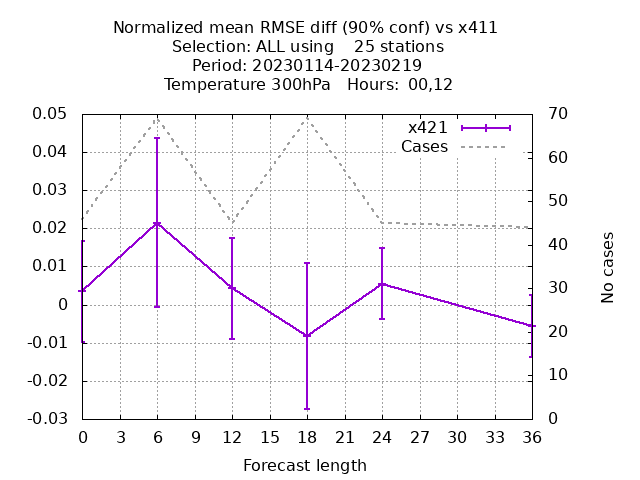 Normalized mean RMSE diff (90% conf) vs x411
Selection: ALL using    25 stations
Period: 20230114-20230219
Temperature 300hPa   Hours:  00,12
0.05
0.04
0.03
0.02
0.01
0
-0.01
-0.02
-0.03
x421
Cases
70
60
50
40
30
20
10
0
No cases
0 3 6 9 12 15 18 21 24 27 30 33 36
Forecast length